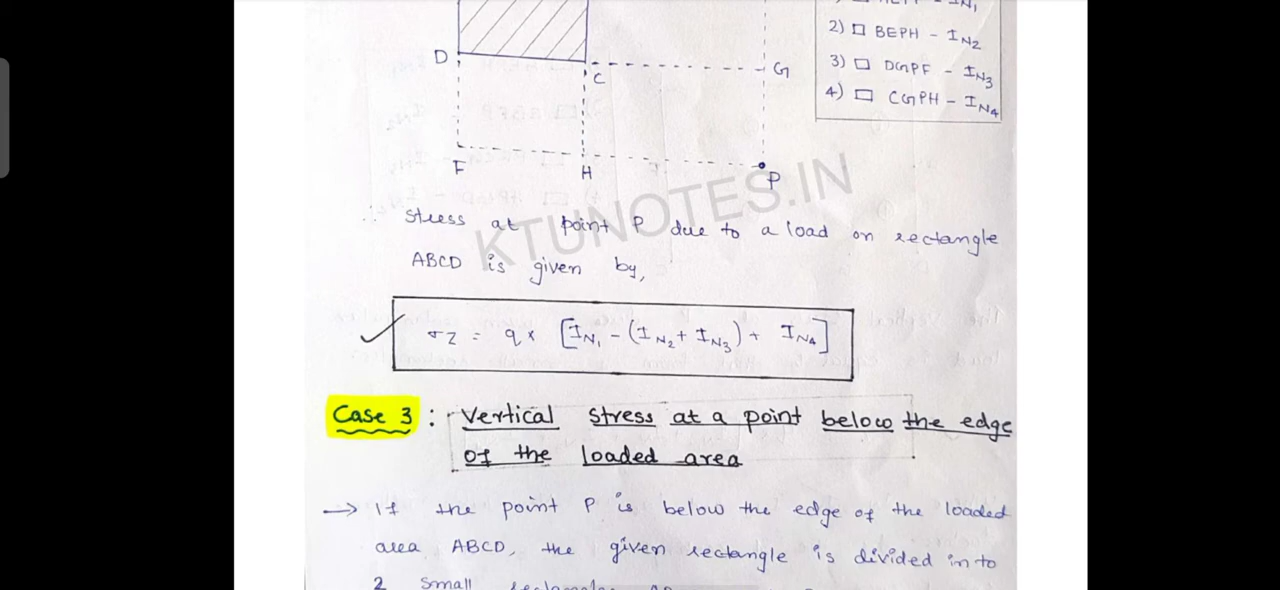 2) □ BEPH - IN2
D
G
3) □ DGPF - IN3
C
4) □ CGPH - IN4
F
H
P
KTUNOTES.IN
∴ stress at point P due to a load on rectangle
ABCD is given by,
σz = q × [IN1 - (IN2 + IN3) + IN4]
Case 3 : Vertical stress at a point below the edge
of the loaded area
→ If the point P is below the edge of the loaded
area ABCD, the given rectangle is divided in to
2 small